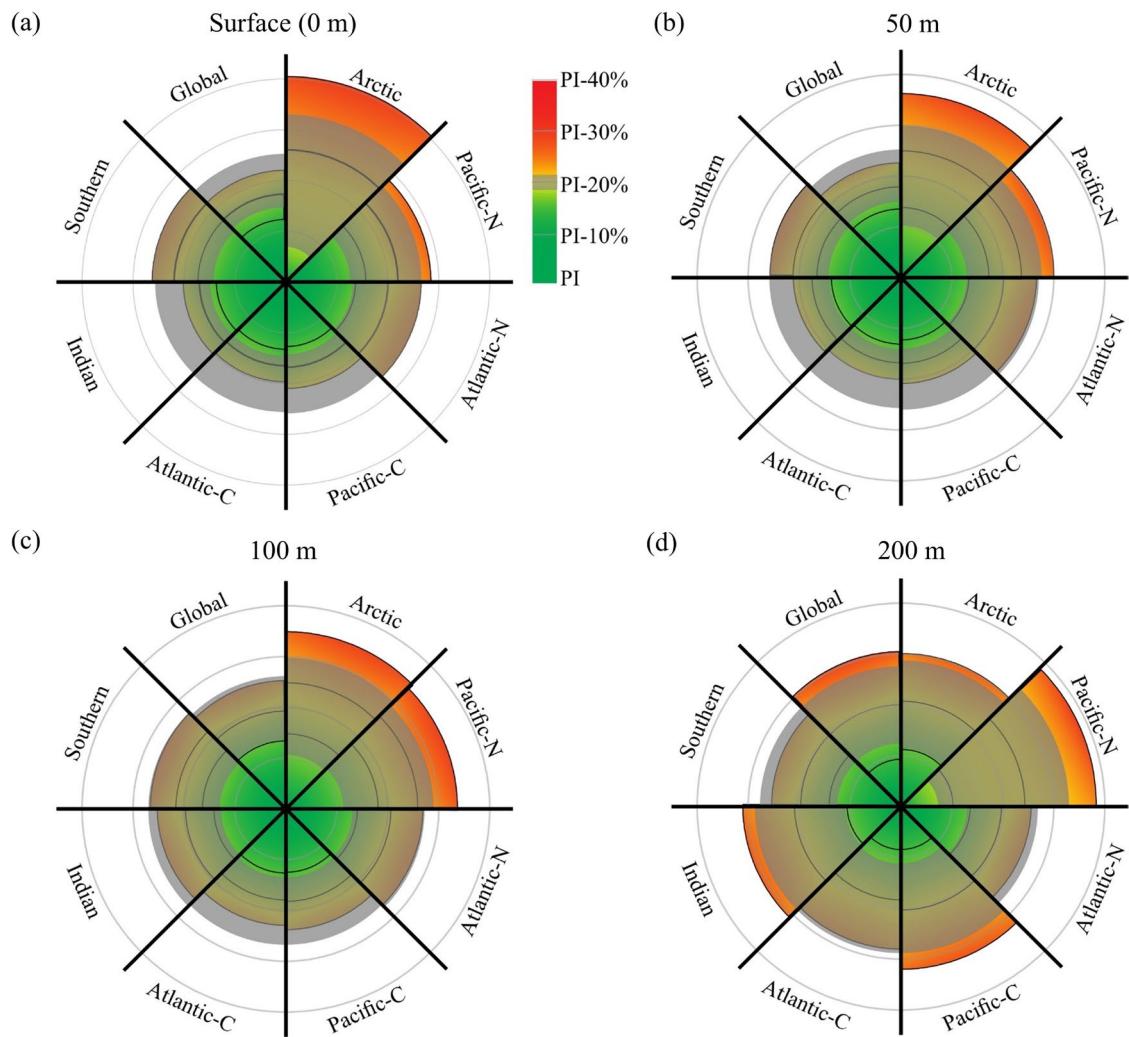 (a)
Surface (0 m)
Global
Arctic
Southern
Pacific-N
Indian
Atlantic-N
Atlantic-C
Pacific-C
PI-40%
PI-30%
PI-20%
PI-10%
PI
(b)
50 m
Global
Arctic
Southern
Pacific-N
Indian
Atlantic-N
Atlantic-C
Pacific-C
(c)
100 m
Global
Arctic
Southern
Pacific-N
Indian
Atlantic-N
Atlantic-C
Pacific-C
(d)
200 m
Global
Arctic
Southern
Pacific-N
Indian
Atlantic-N
Atlantic-C
Pacific-C